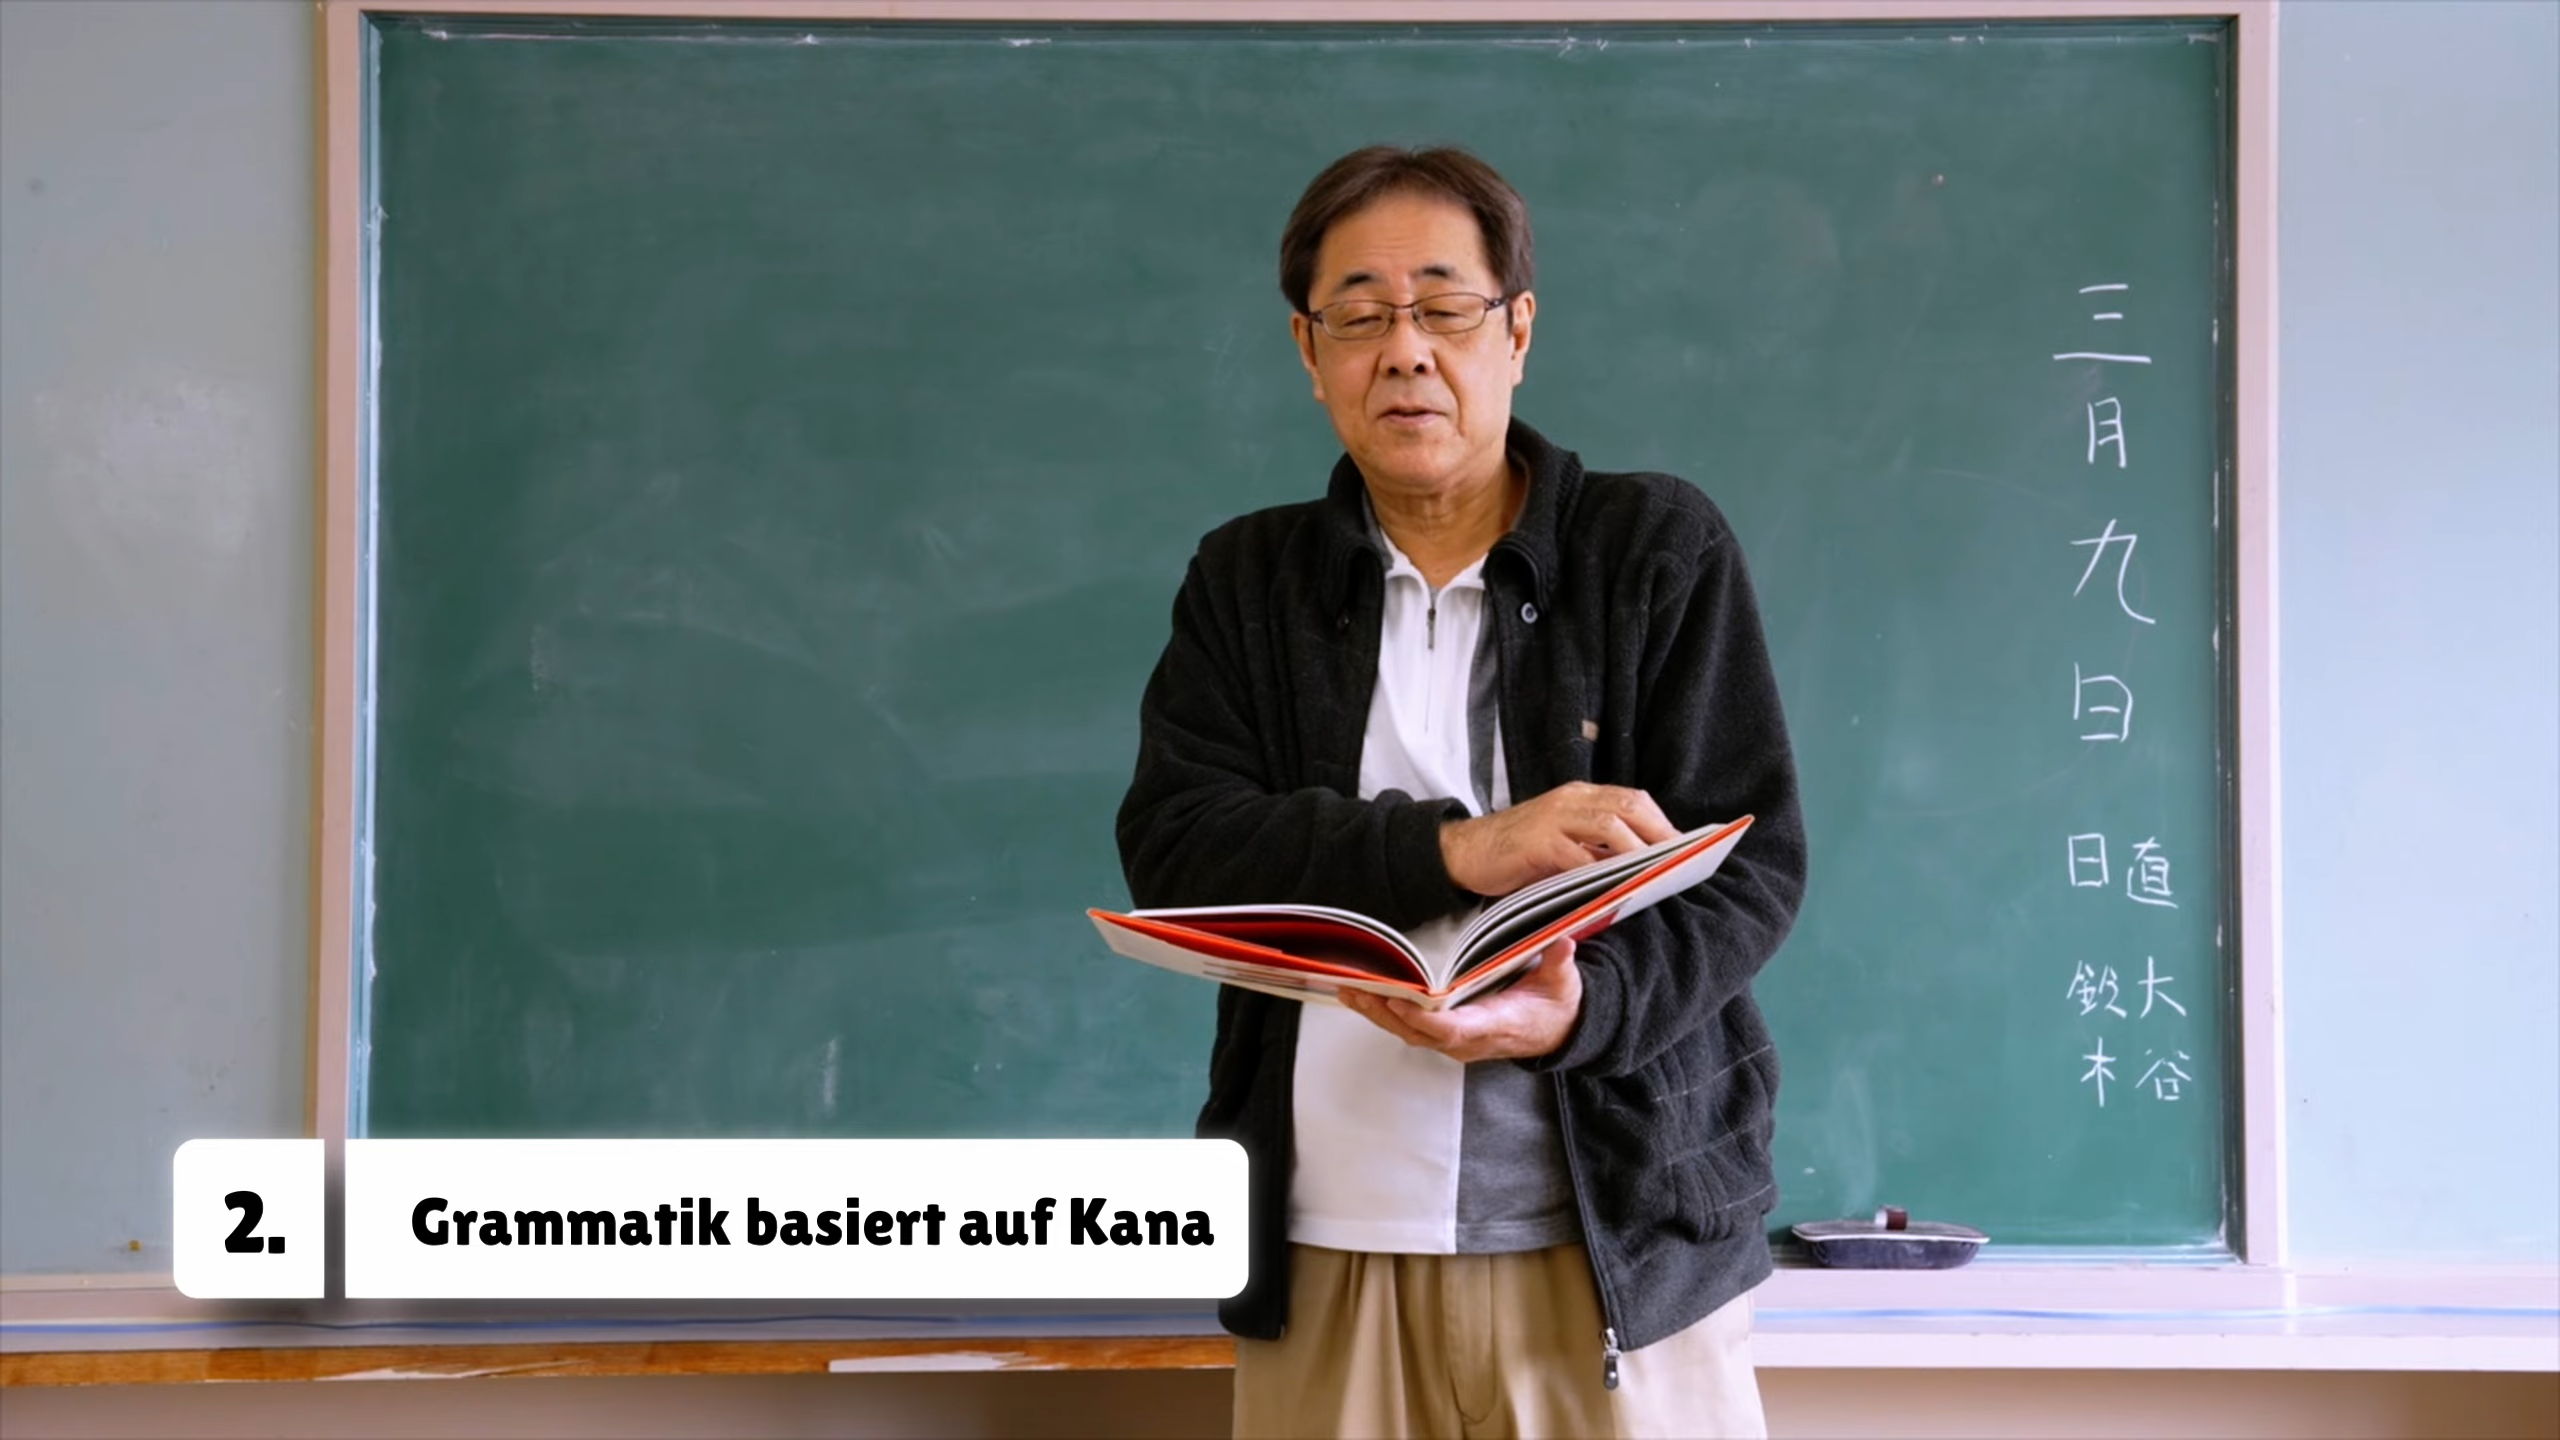 三月九日
日直
大谷
鈴木
2. Grammatik basiert auf Kana